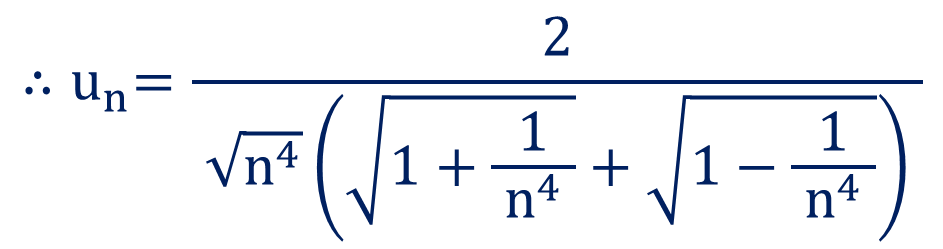 ∴ uₙ = 2 / (√n⁴ (√(1 + 1/n⁴) + √(1 − 1/n⁴)))